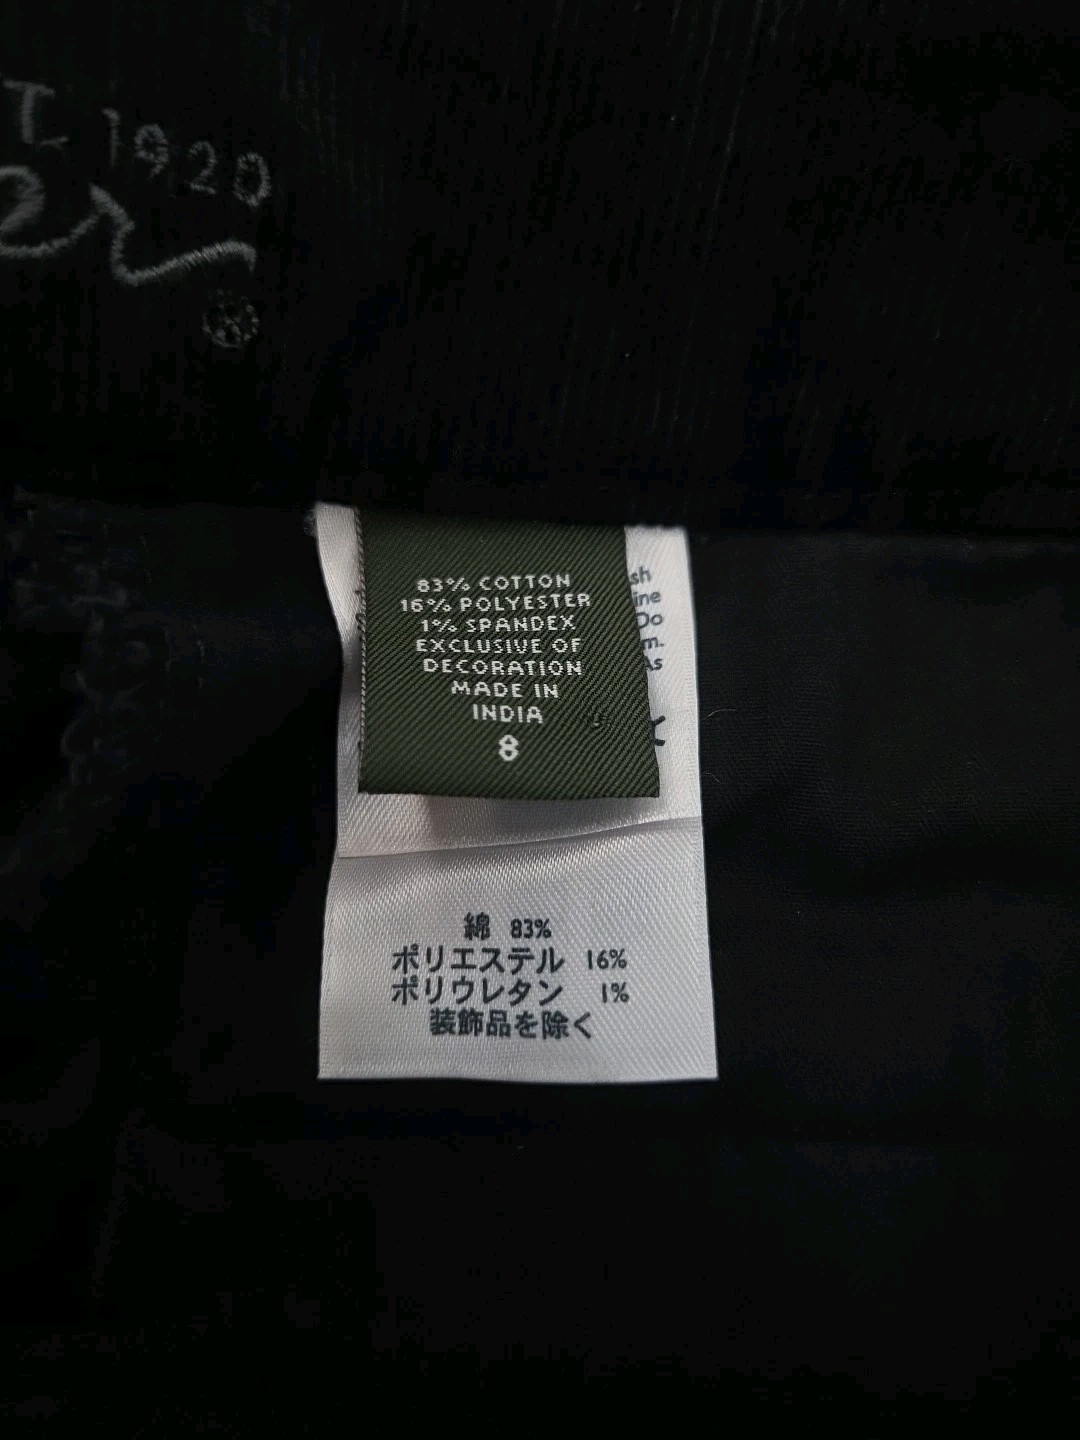 1920
83% COTTON
16% POLYESTER
1% SPANDEX
EXCLUSIVE OF
DECORATION
MADE IN
INDIA
8
綿 83%
ポリエステル 16%
ポリウレタン 1%
装飾品を除く